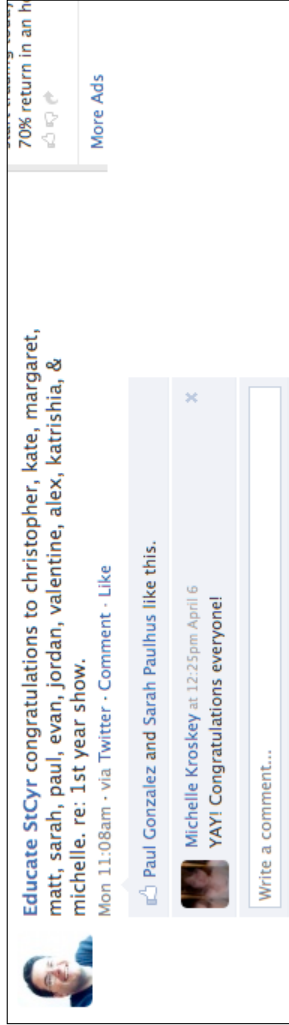 Educate StCyr congratulations to christopher, kate, margaret,
matt, sarah, paul, evan, jordan, valentine, alex, katrishia, &
michelle. re: 1st year show.
Mon 11:08am · via Twitter · Comment · Like
Paul Gonzalez and Sarah Paulhus like this.
Michelle Kroskey at 12:25pm April 6
YAY! Congratulations everyone!
Write a comment...
70% return in an h
More Ads